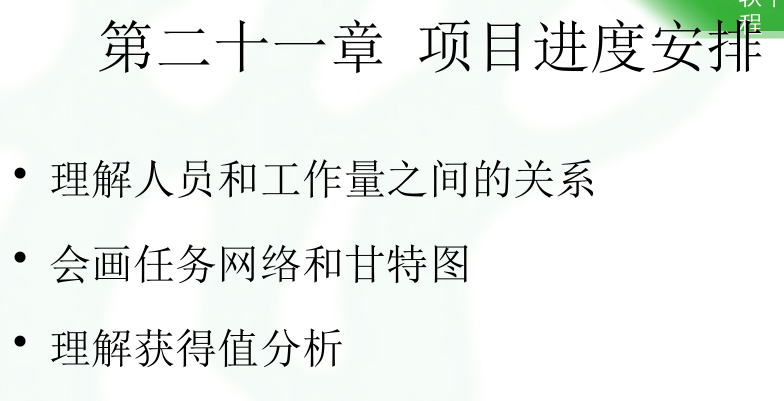 第二十一章 项目进度安排
• 理解人员和工作量之间的关系
• 会画任务网络和甘特图
• 理解获得值分析